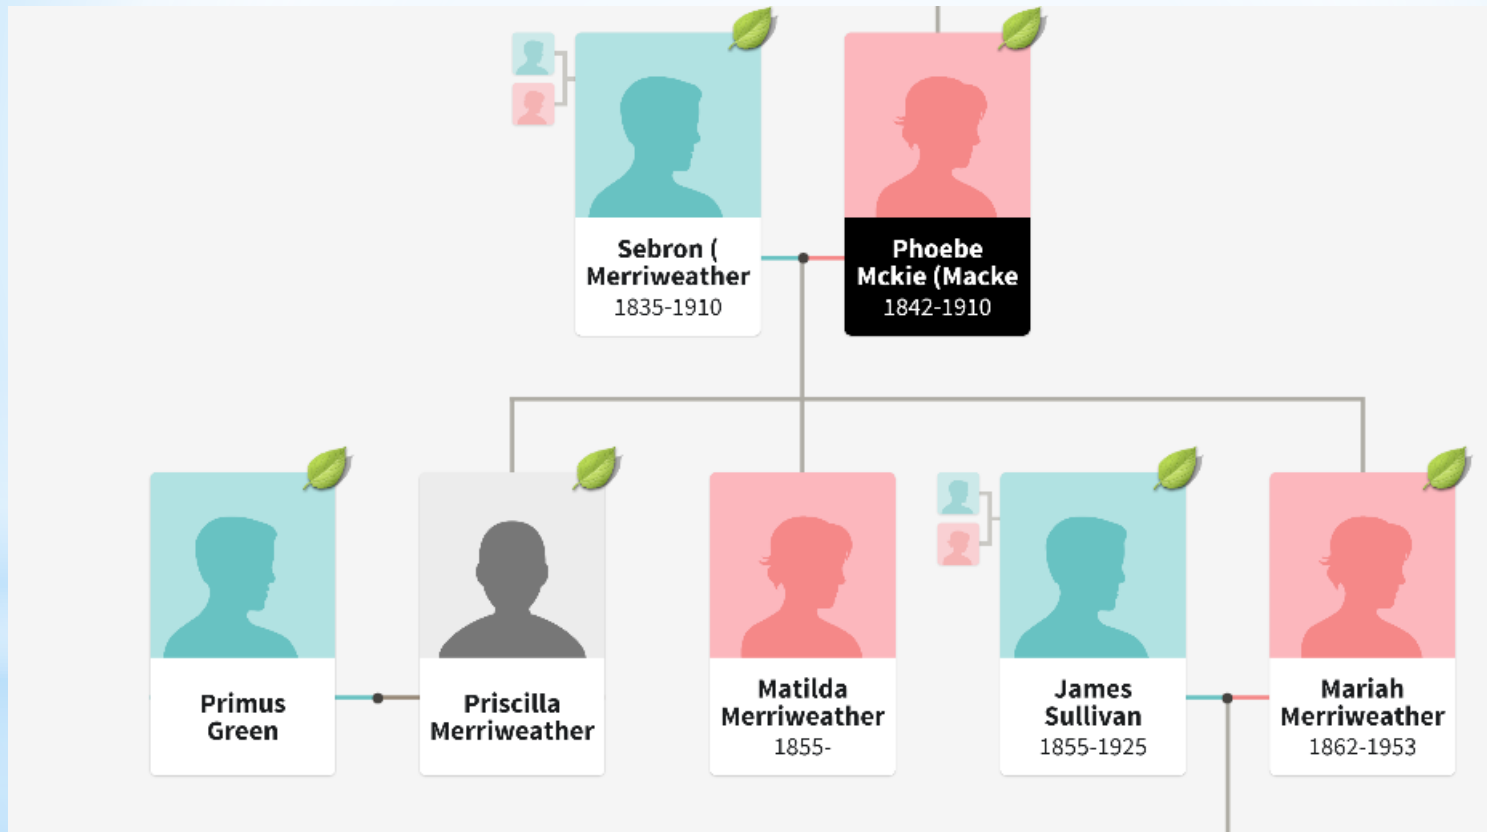 Sebron (
Merriweather
1835-1910
Phoebe
Mckie (Macke
1842-1910
Primus
Green
Priscilla
Merriweather
Matilda
Merriweather
1855-
James
Sullivan
1855-1925
Mariah
Merriweather
1862-1953